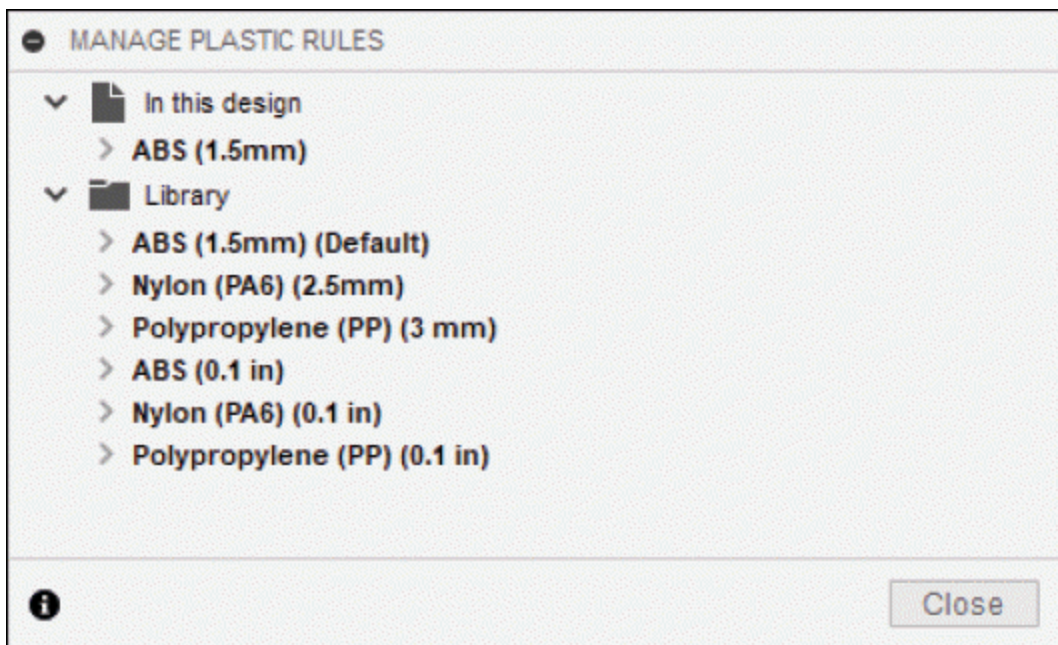 MANAGE PLASTIC RULES
In this design
ABS (1.5mm)
Library
ABS (1.5mm) (Default)
Nylon (PA6) (2.5mm)
Polypropylene (PP) (3 mm)
ABS (0.1 in)
Nylon (PA6) (0.1 in)
Polypropylene (PP) (0.1 in)
Close